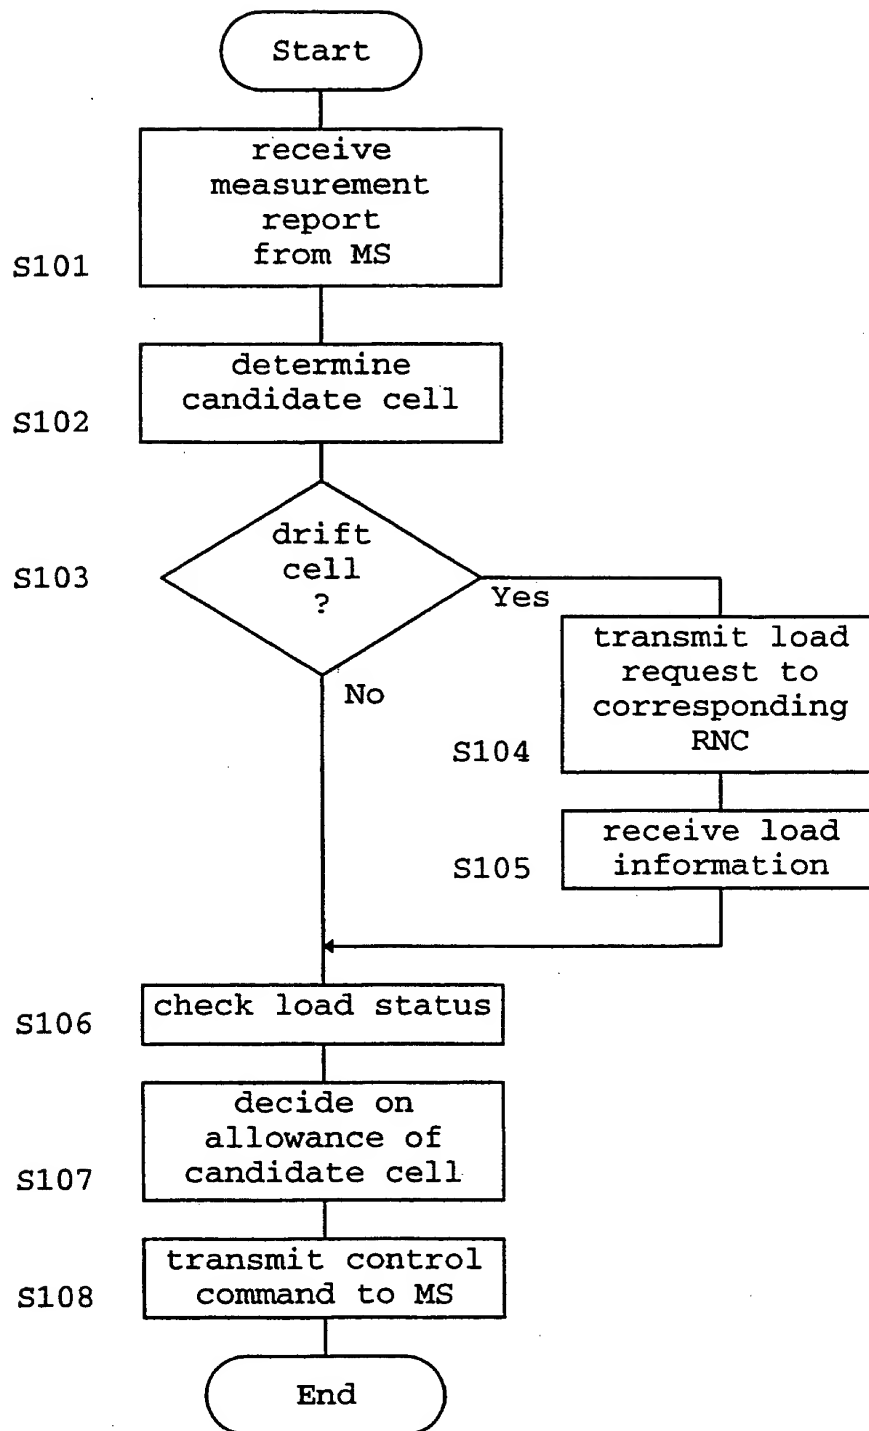 Start
receive
measurement
report
from MS
S101
determine
candidate cell
S102
drift
cell
?
S103
Yes
No
transmit load
request to
corresponding
RNC
S104
receive load
information
S105
check load status
S106
decide on
allowance of
candidate cell
S107
transmit control
command to MS
S108
End